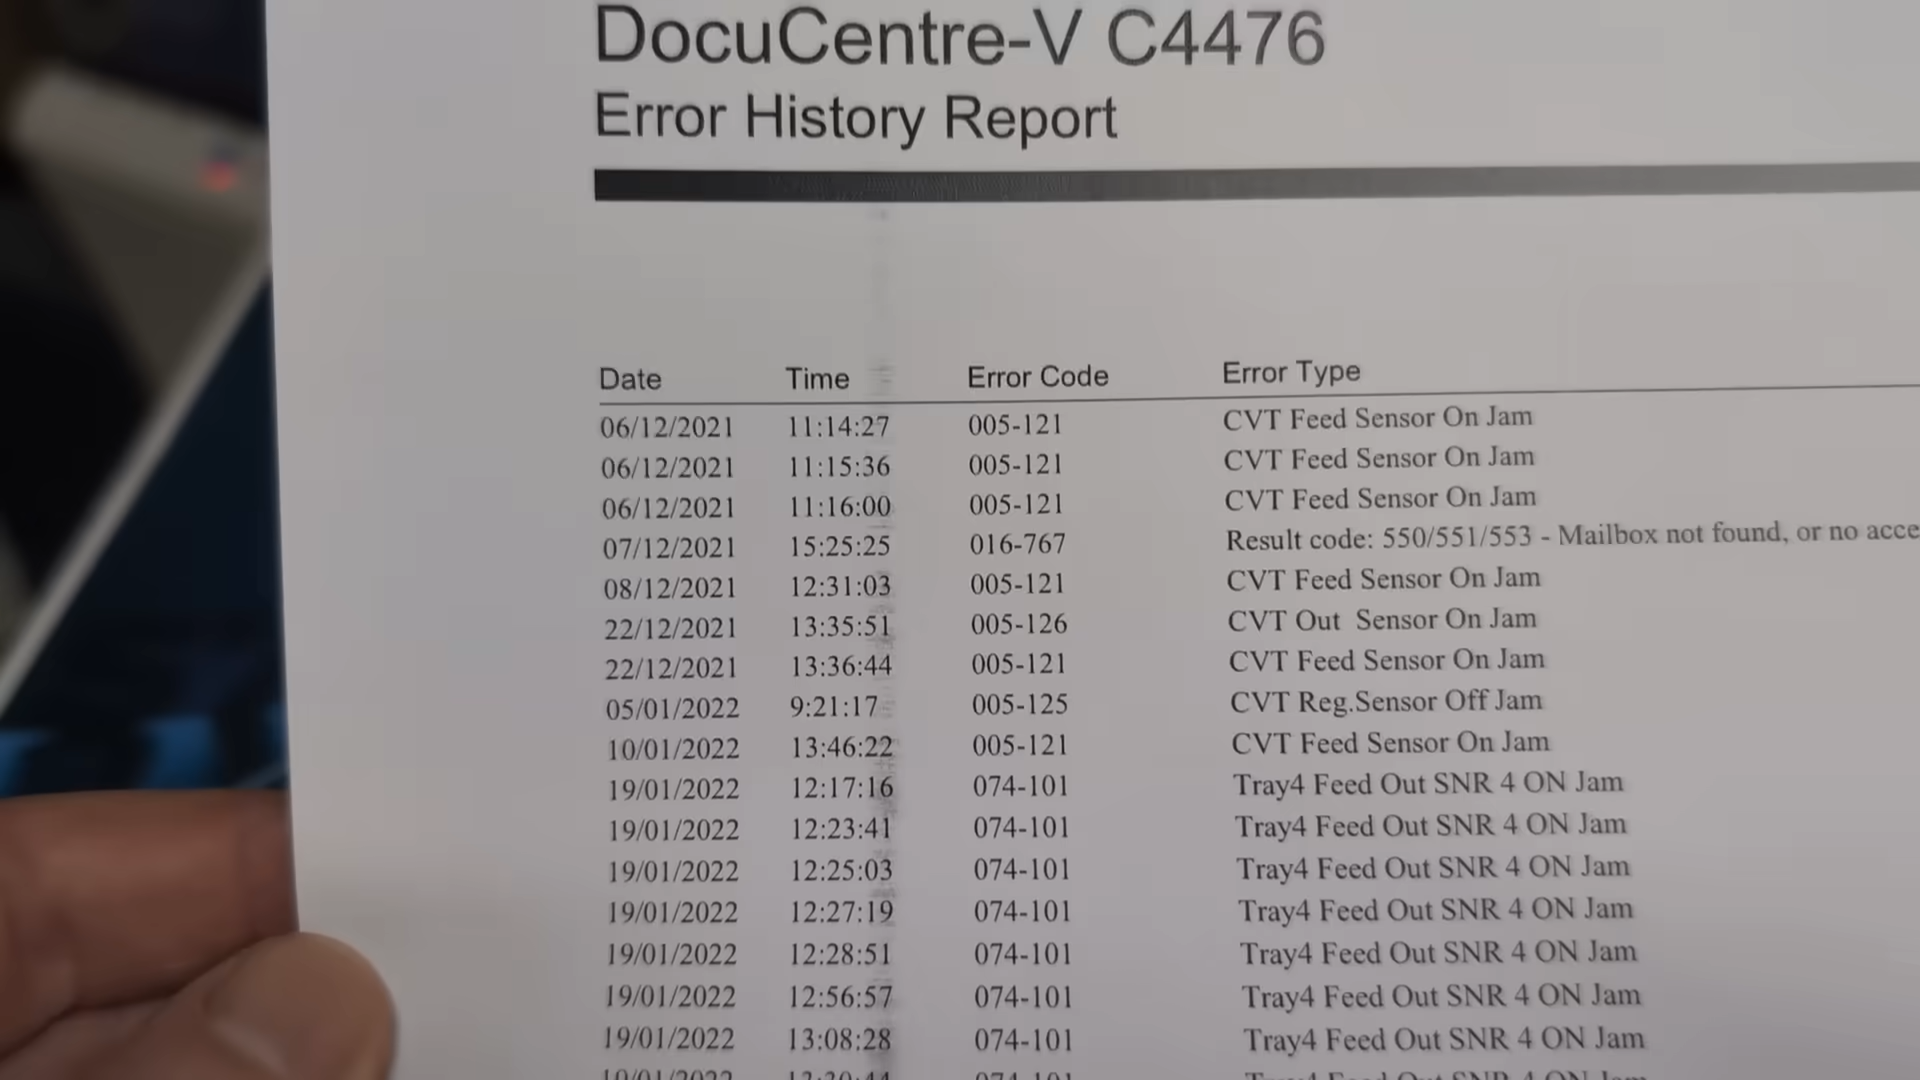 DocuCentre-V C4476
Error History Report
Date Time Error Code Error Type
06/12/2021 11:14:27 005-121 CVT Feed Sensor On Jam
06/12/2021 11:15:36 005-121 CVT Feed Sensor On Jam
06/12/2021 11:16:00 005-121 CVT Feed Sensor On Jam
07/12/2021 15:25:25 016-767 Result code: 550/551/553 - Mailbox not found, or no acce
08/12/2021 12:31:03 005-121 CVT Feed Sensor On Jam
22/12/2021 13:35:51 005-126 CVT Out  Sensor On Jam
22/12/2021 13:36:44 005-121 CVT Feed Sensor On Jam
05/01/2022 9:21:17 005-125 CVT Reg.Sensor Off Jam
10/01/2022 13:46:22 005-121 CVT Feed Sensor On Jam
19/01/2022 12:17:16 074-101 Tray4 Feed Out SNR 4 ON Jam
19/01/2022 12:23:41 074-101 Tray4 Feed Out SNR 4 ON Jam
19/01/2022 12:25:03 074-101 Tray4 Feed Out SNR 4 ON Jam
19/01/2022 12:27:19 074-101 Tray4 Feed Out SNR 4 ON Jam
19/01/2022 12:28:51 074-101 Tray4 Feed Out SNR 4 ON Jam
19/01/2022 12:56:57 074-101 Tray4 Feed Out SNR 4 ON Jam
19/01/2022 13:08:28 074-101 Tray4 Feed Out SNR 4 ON Jam